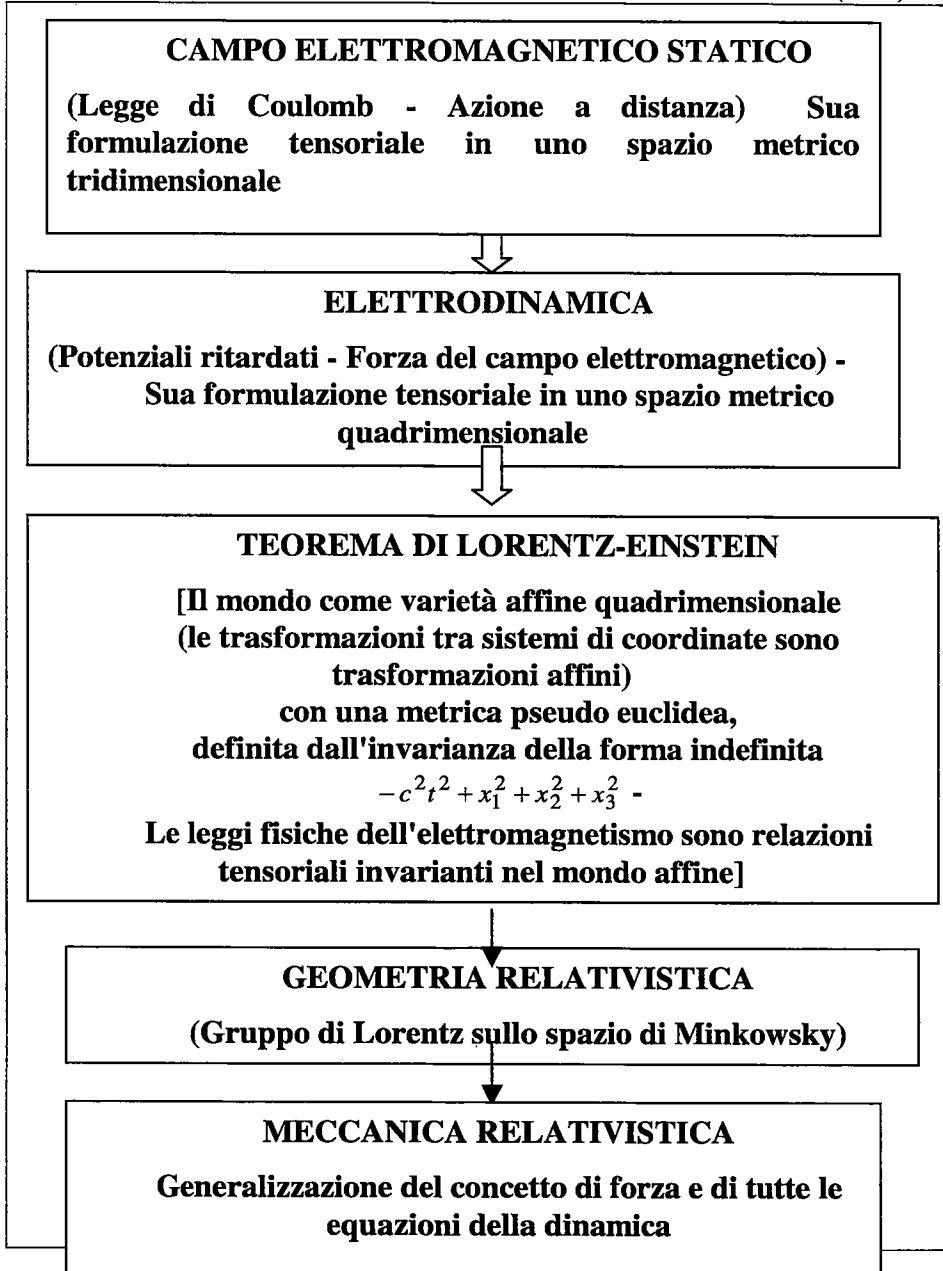 CAMPO ELETTROMAGNETICO STATICO
(Legge di Coulomb - Azione a distanza) Sua
formulazione tensoriale in uno spazio metrico
tridimensionale
ELETTRODINAMICA
(Potenziali ritardati - Forza del campo elettromagnetico) -
Sua formulazione tensoriale in uno spazio metrico
quadrimensionale
TEOREMA DI LORENTZ-EINSTEIN
[Il mondo come varietà affine quadrimensionale
(le trasformazioni tra sistemi di coordinate sono
trasformazioni affini)
con una metrica pseudo euclidea,
definita dall'invarianza della forma indefinita
$-c^2t^2+x_1^2+x_2^2+x_3^2$ -
Le leggi fisiche dell'elettromagnetismo sono relazioni
tensoriali invarianti nel mondo affine]
GEOMETRIA RELATIVISTICA
(Gruppo di Lorentz sullo spazio di Minkowsky)
MECCANICA RELATIVISTICA
Generalizzazione del concetto di forza e di tutte le
equazioni della dinamica